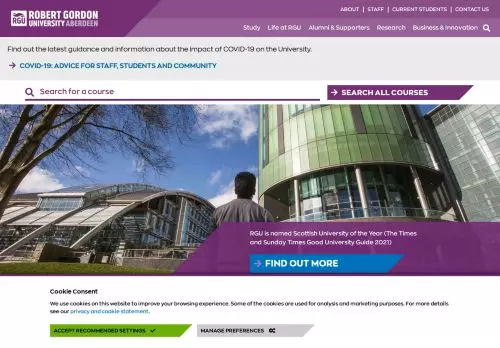 ROBERT GORDON
UNIVERSITY ABERDEEN
RGU
ABOUT | STAFF | CURRENT STUDENTS | CONTACT US
Study Life at RGU Alumni & Supporters Research Business & Innovation
Find out the latest guidance and information about the impact of COVID-19 on the University.
COVID-19: ADVICE FOR STAFF, STUDENTS AND COMMUNITY
Search for a course
SEARCH ALL COURSES
RGU is named Scottish University of the Year (The Times
and Sunday Times Good University Guide 2021)
FIND OUT MORE
Cookie Consent
We use cookies on this website to improve your browsing experience. Some of the cookies are used for analysis and marketing purposes. For more details
see our privacy and cookie statement.
ACCEPT RECOMMENDED SETTINGS
MANAGE PREFERENCES